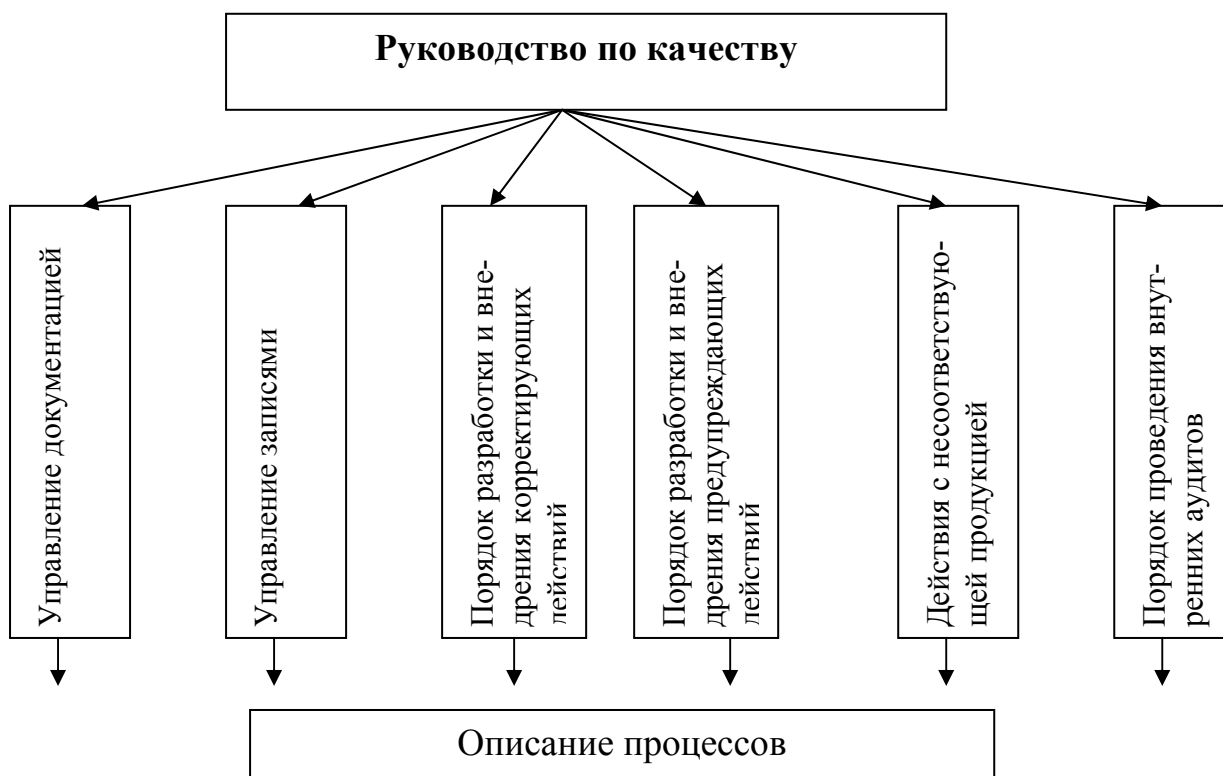 Руководство по качеству
Управление документацией
Управление записями
Порядок разработки и вне-
дрения корректирующих
действий
Порядок разработки и вне-
дрения предупреждающих
действий
Действия с несоответствую-
щей продукцией
Порядок проведения внут-
ренних аудитов
Описание процессов